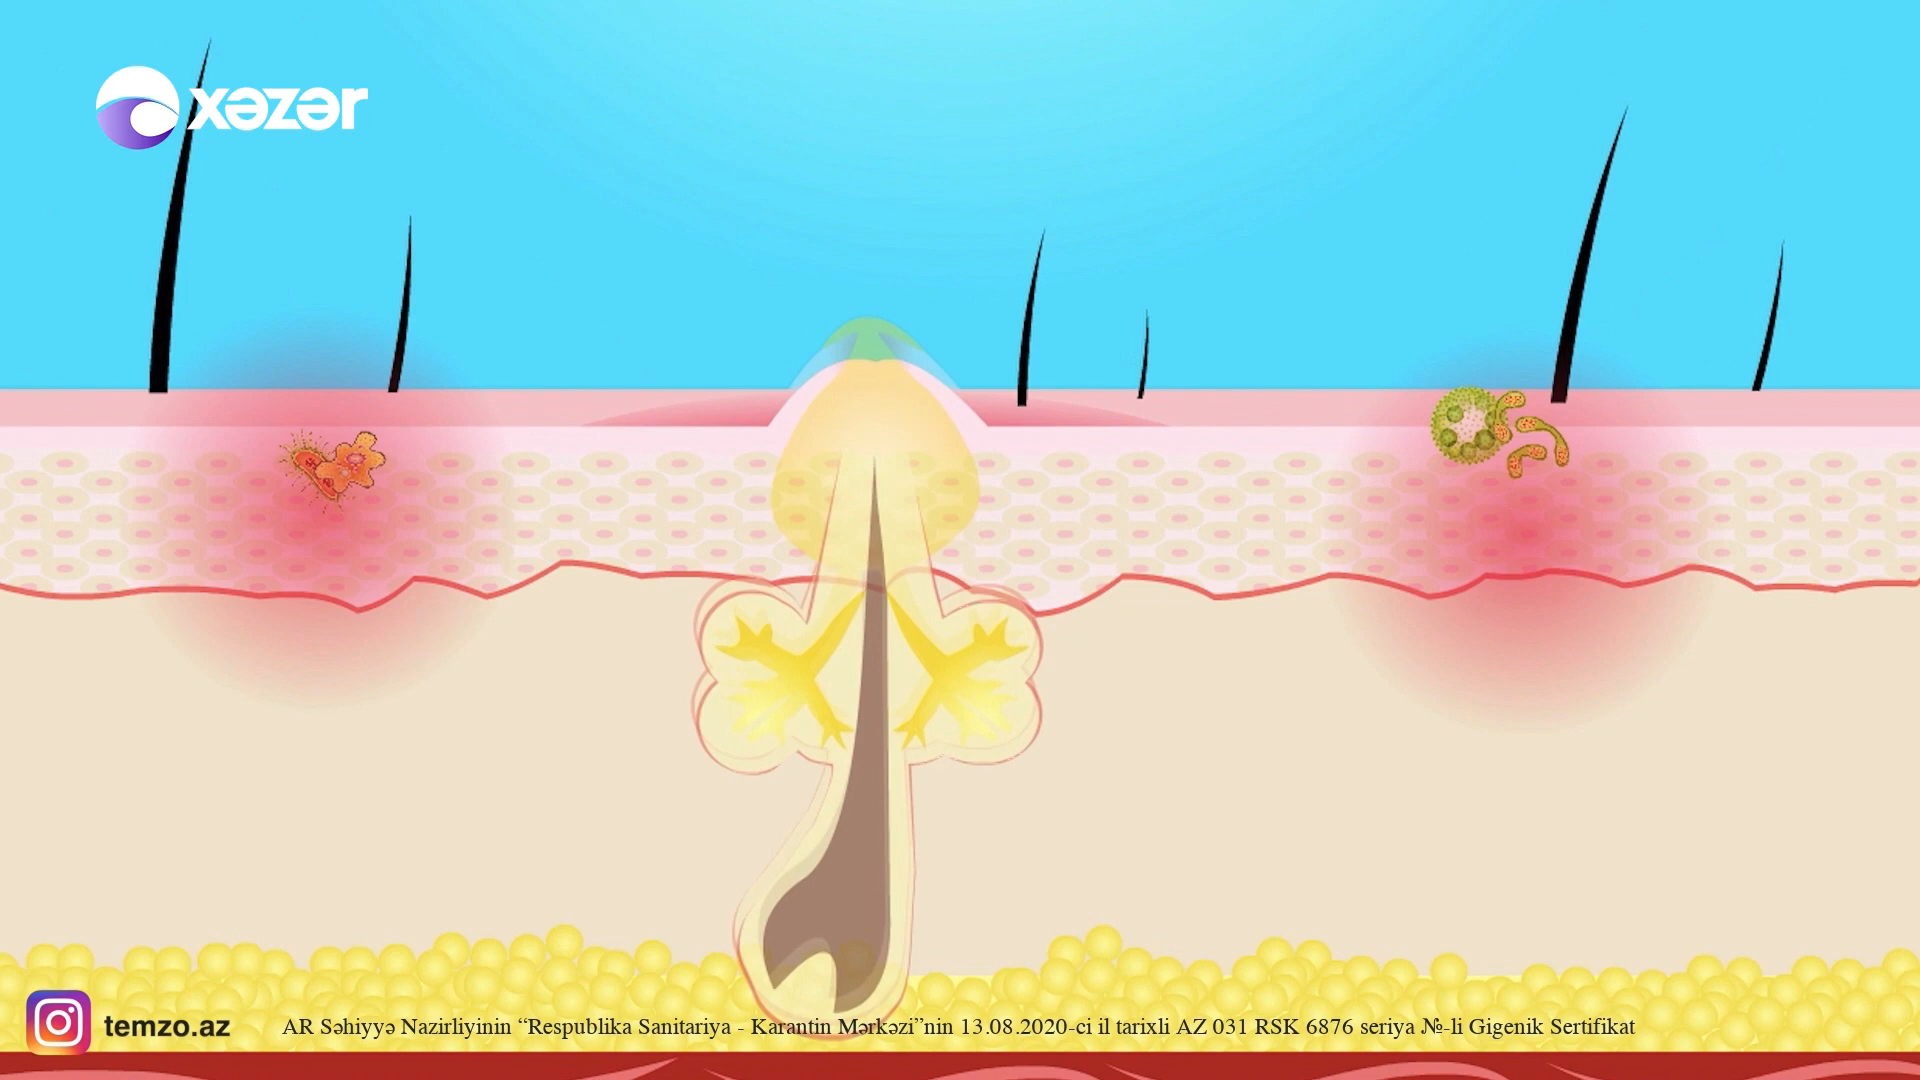 xəzər
temzo.az
AR Səhiyyə Nazirliyinin “Respublika Sanitariya - Karantin Mərkəzi”nin 13.08.2020-ci il tarixli AZ 031 RSK 6876 seriya №-li Gigenik Sertifikat